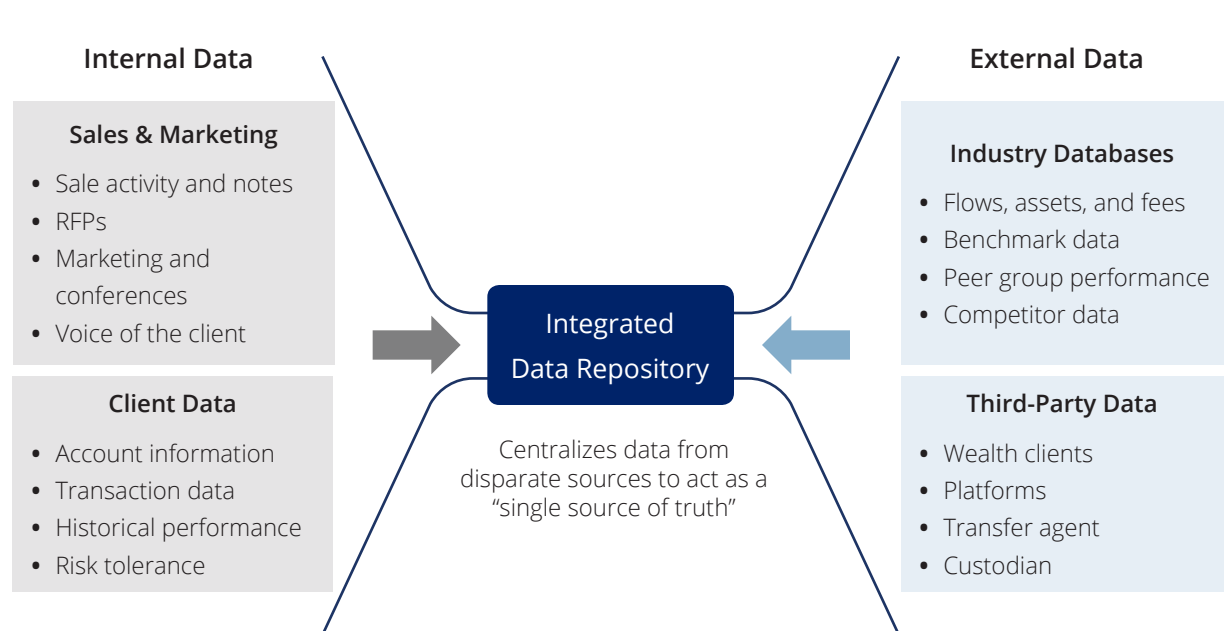 Internal Data
Sales & Marketing
• Sale activity and notes
• RFPs
• Marketing and
conferences
• Voice of the client
Client Data
• Account information
• Transaction data
• Historical performance
• Risk tolerance
Integrated
Data Repository
Centralizes data from
disparate sources to act as a
“single source of truth”
External Data
Industry Databases
• Flows, assets, and fees
• Benchmark data
• Peer group performance
• Competitor data
Third-Party Data
• Wealth clients
• Platforms
• Transfer agent
• Custodian